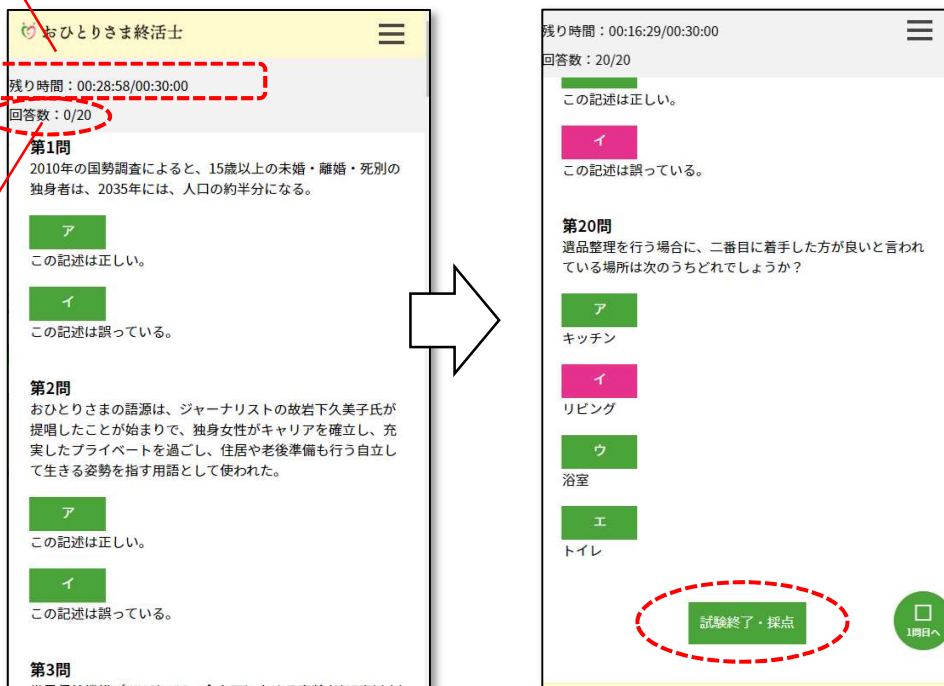 おひとりさま終活士
残り時間：00:28:58/00:30:00
回答数：0/20
第1問
2010年の国勢調査によると、15歳以上の未婚・離婚・死別の
独身者は、2035年には、人口の約半分になる。
ア
この記述は正しい。
イ
この記述は誤っている。
第2問
おひとりさまの語源は、ジャーナリストの故岩下久美子氏が
提唱したことが始まりで、独身女性がキャリアを確立し、充
実したプライベートを過ごし、住居や老後準備も行う自立し
て生きる姿勢を指す用語として使われた。
ア
この記述は正しい。
イ
この記述は誤っている。
第3問
残り時間：00:16:29/00:30:00
回答数：20/20
この記述は正しい。
イ
この記述は誤っている。
第20問
遺品整理を行う場合に、二番目に着手した方が良いと言われ
ている場所は次のうちどれでしょうか？
ア
キッチン
イ
リビング
ウ
浴室
エ
トイレ
試験終了・採点
1問目へ